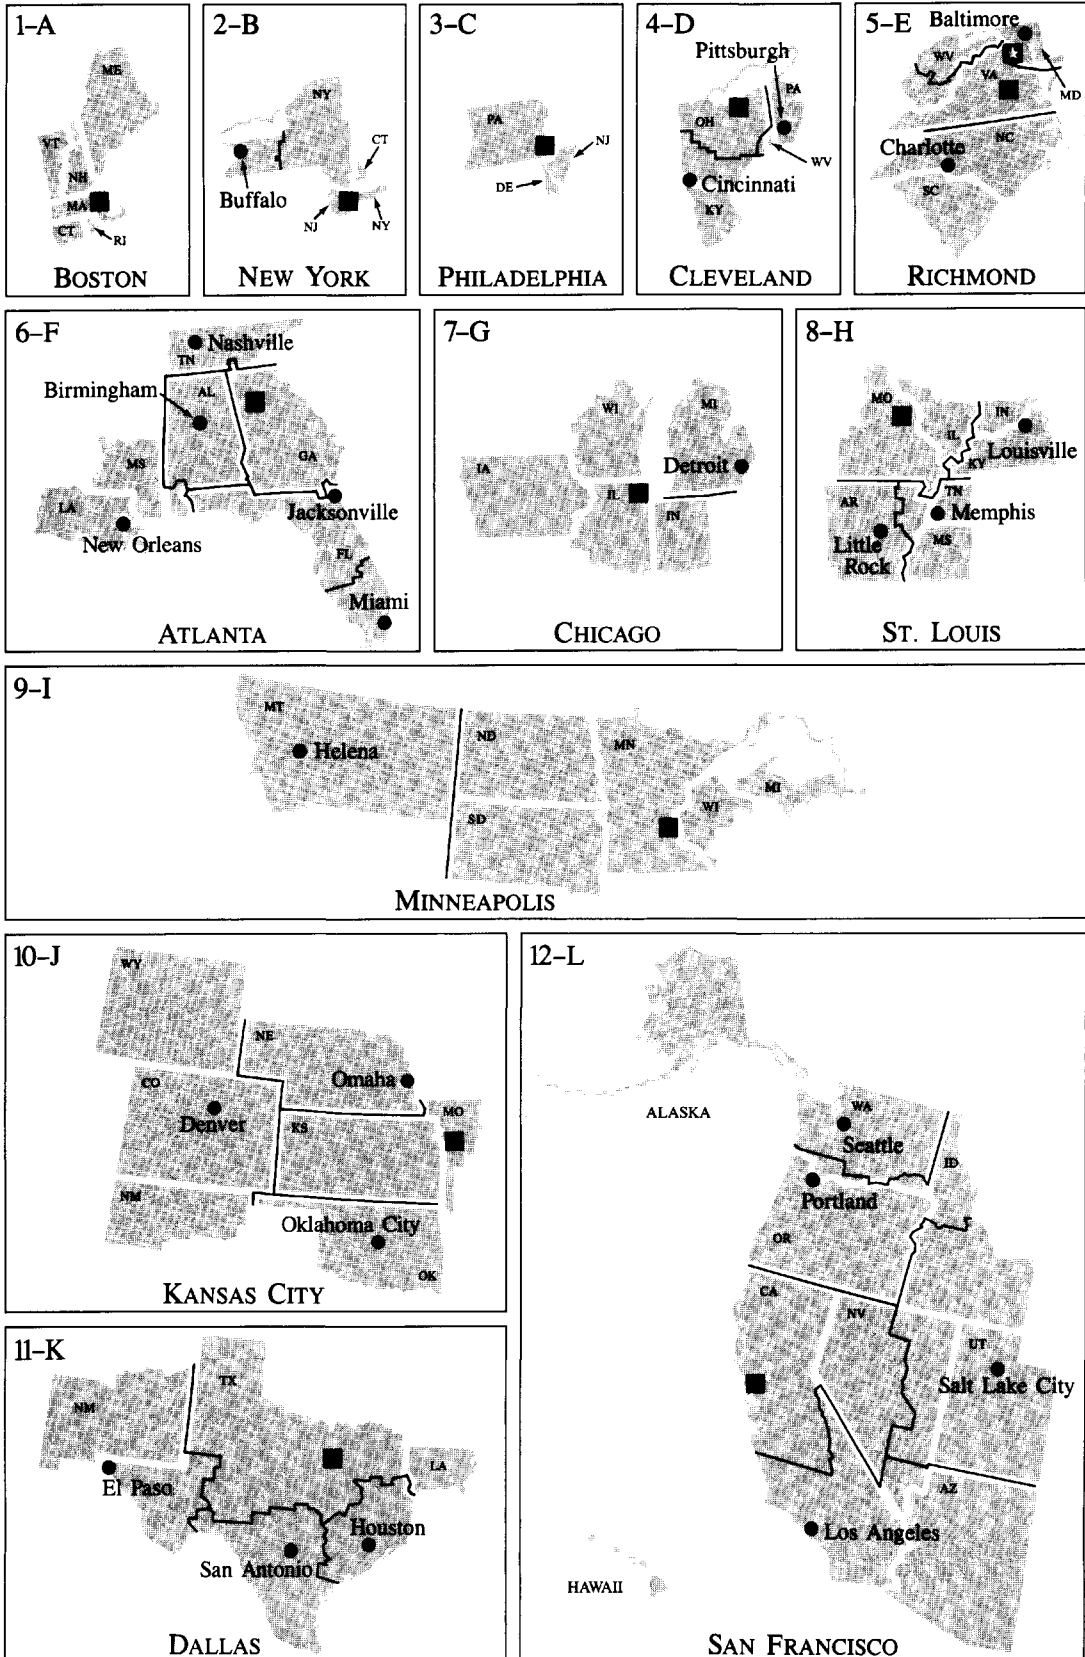 1–A
ME
VT
NH
MA
CT
RI
BOSTON
2–B
NY
CT
Buffalo
NJ
NY
NEW YORK
3–C
PA
NJ
DE
PHILADELPHIA
4–D
Pittsburgh
PA
OH
WV
Cincinnati
KY
CLEVELAND
5–E
Baltimore
WV
VA
MD
NC
Charlotte
SC
RICHMOND
6–F
Nashville
TN
Birmingham
AL
MS
GA
LA
Jacksonville
New Orleans
FL
Miami
ATLANTA
7–G
WI
MI
IA
Detroit
IL
IN
CHICAGO
8–H
MO
IN
IL
Louisville
KY
TN
AR
Memphis
Little
Rock
MS
ST. LOUIS
9–I
MT
ND
MN
Helena
MI
WI
SD
MINNEAPOLIS
10–J
WY
NE
CO
Omaha
MO
Denver
KS
NM
Oklahoma City
OK
KANSAS CITY
11–K
TX
NM
LA
El Paso
Houston
San Antonio
DALLAS
12–L
ALASKA
WA
Seattle
ID
Portland
OR
CA
NV
UT
Salt Lake City
AZ
Los Angeles
HAWAII
SAN FRANCISCO